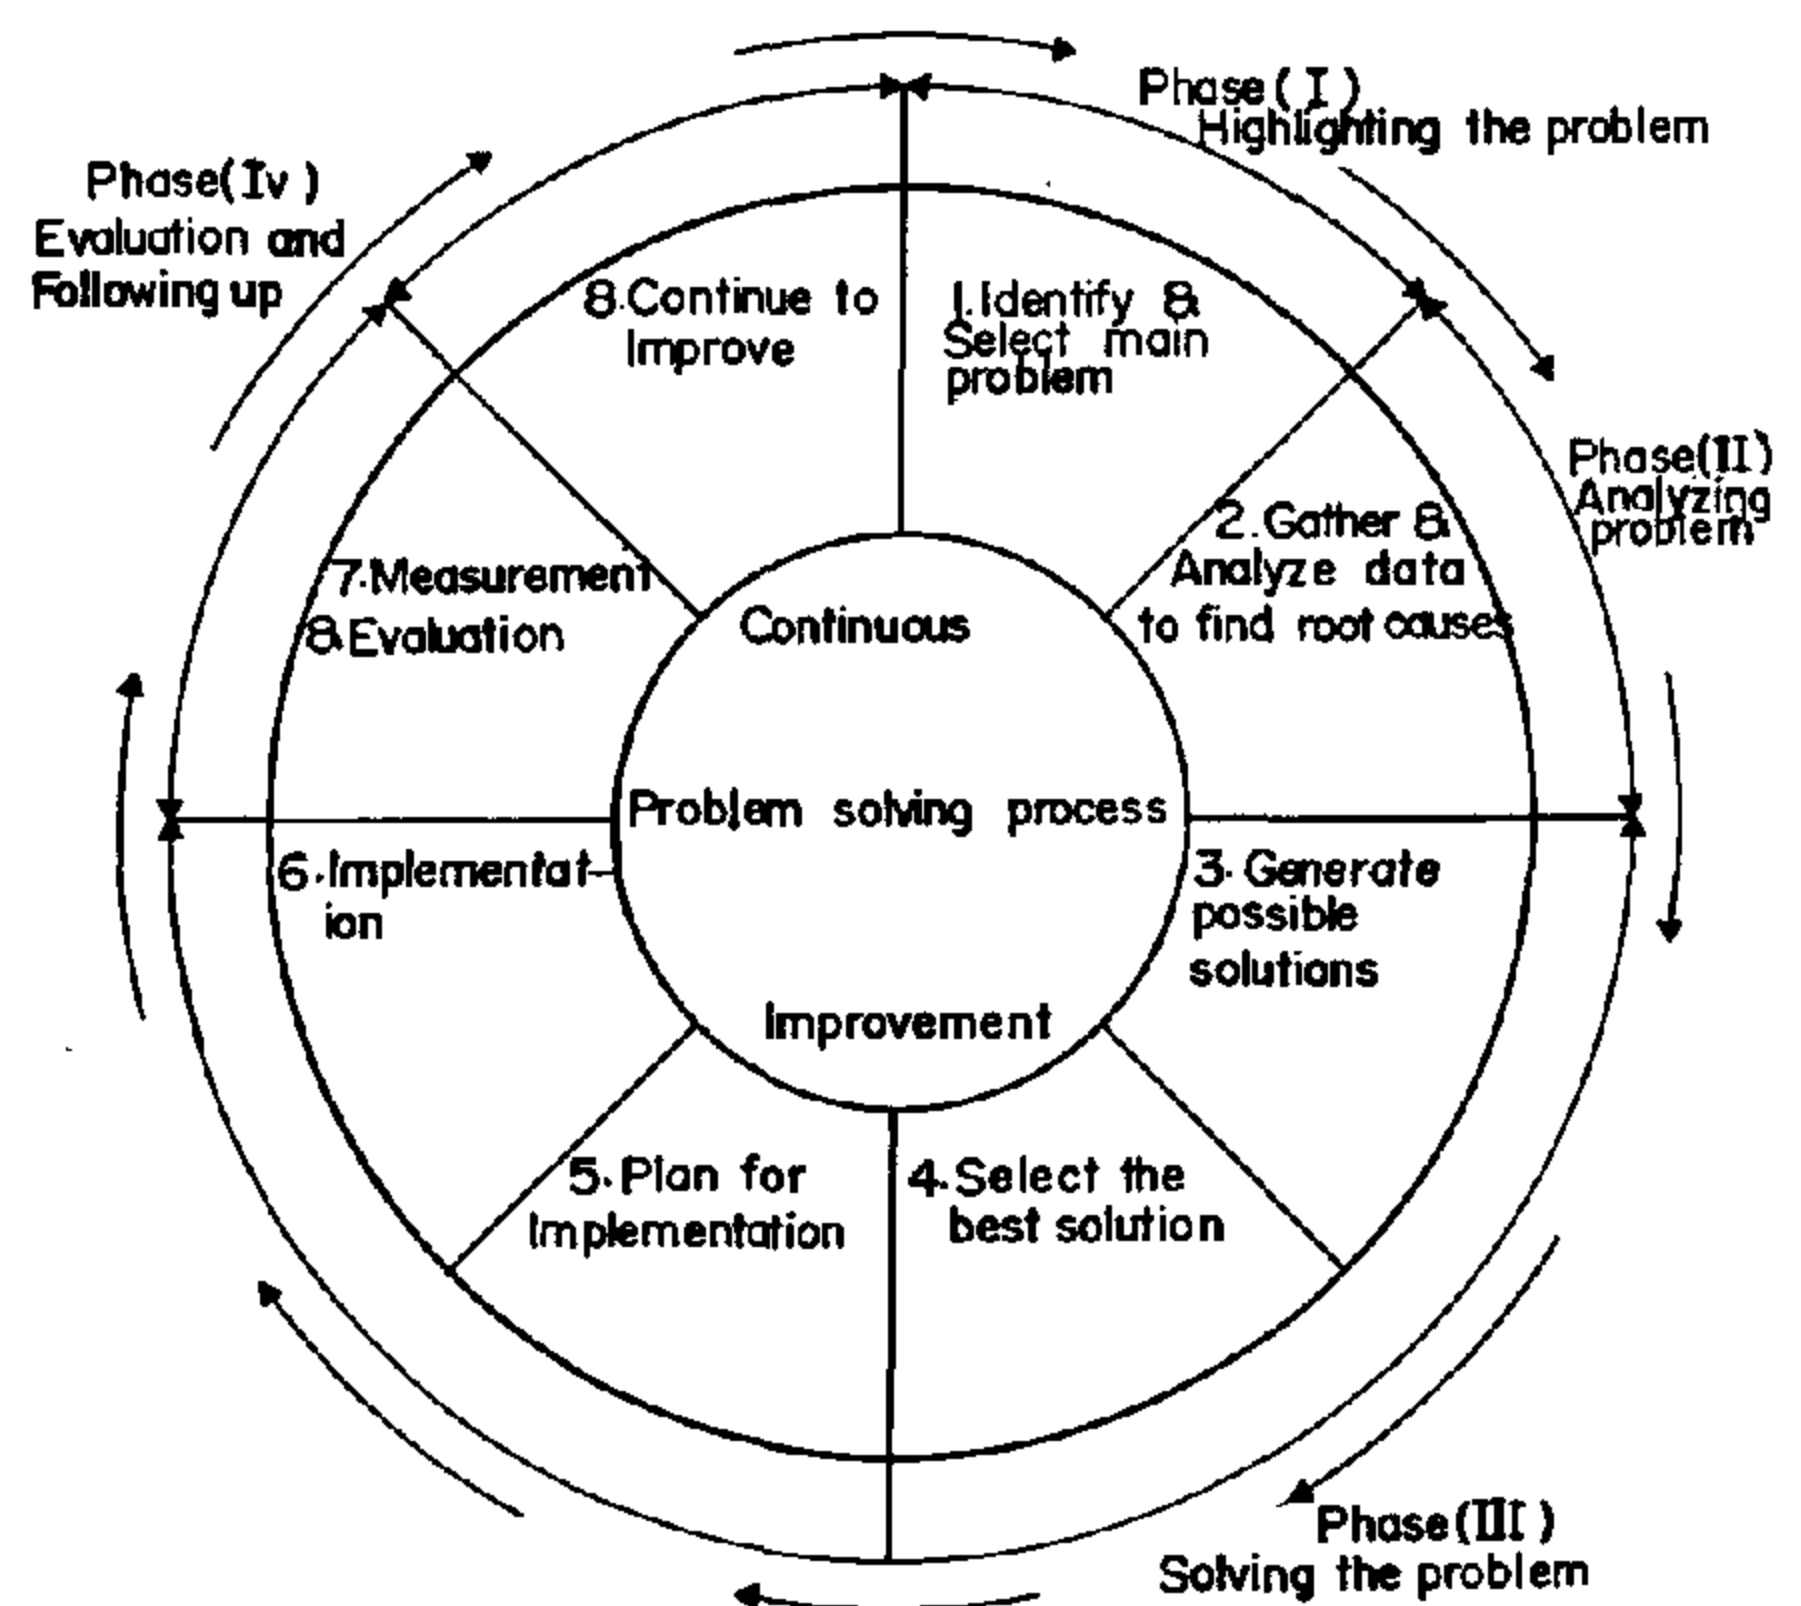 Phase(I)
Highlighting the problem
Phase(II)
Analyzing
problem
Phase(III)
Solving the problem
Phase(Iv)
Evaluation and
Following up
1.Identify &
Select main
problem
2.Gather &
Analyze data
to find root causes
3. Generate
possible
solutions
4.Select the
best solution
5.Plan for
Implementation
6.Implementat-
ion
7.Measurement
&Evaluation
8.Continue to
Improve
Continuous
Problem solving process
Improvement